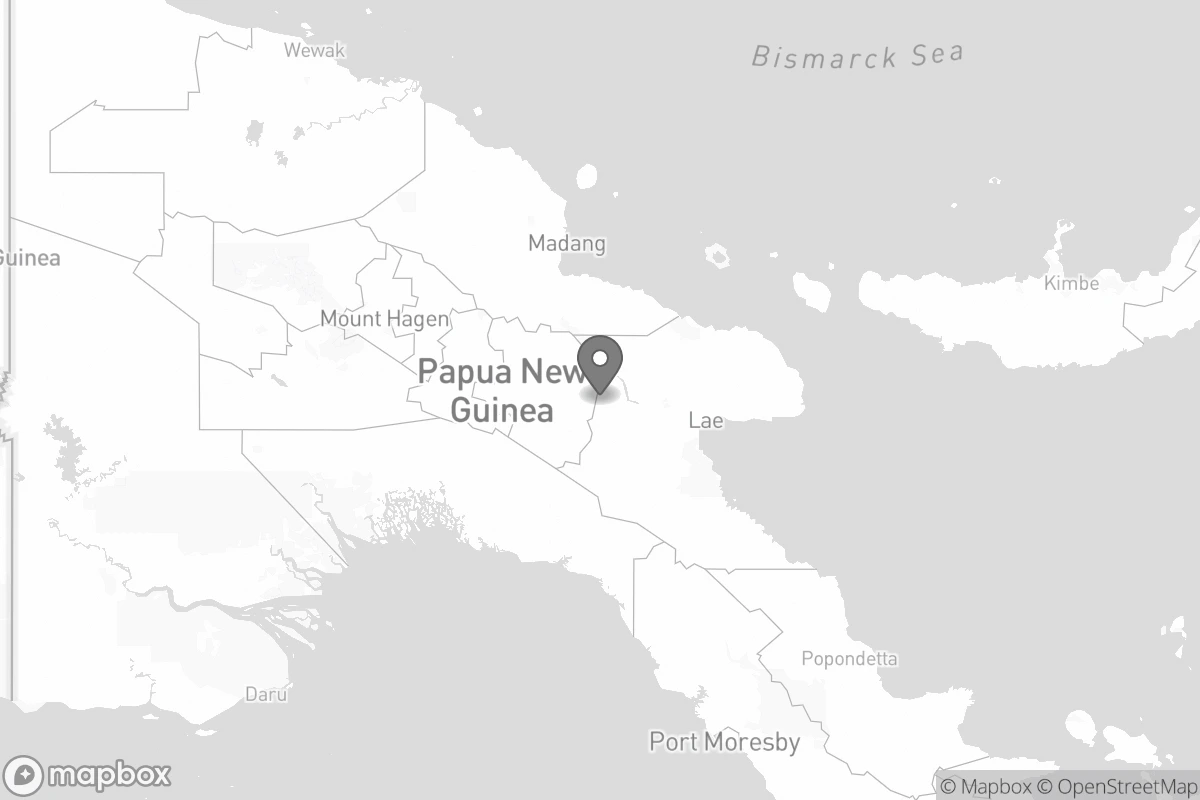 Wewak
Bismarck Sea
Madang
Guinea
Kimbe
Mount Hagen
Papua New
Guinea
Lae
Popondetta
Daru
Port Moresby
mapbox
© Mapbox © OpenStreetMap